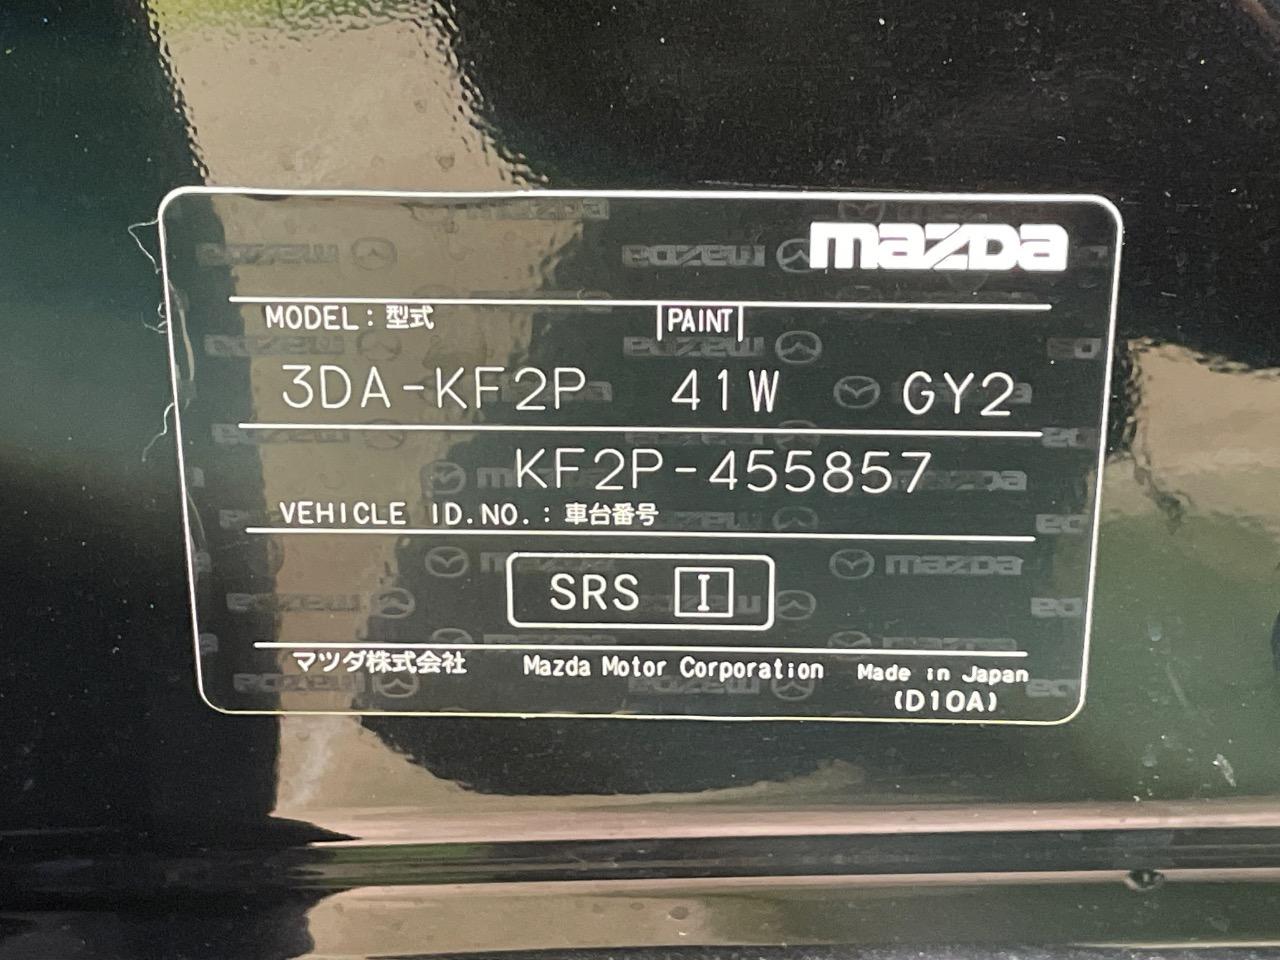 mazda
MODEL: 型式 PAINT
3DA-KF2P 41W GY2
KF2P-455857
VEHICLE ID.NO.: 車台番号
SRS I
マツダ株式会社 Mazda Motor Corporation Made in Japan
(D10A)